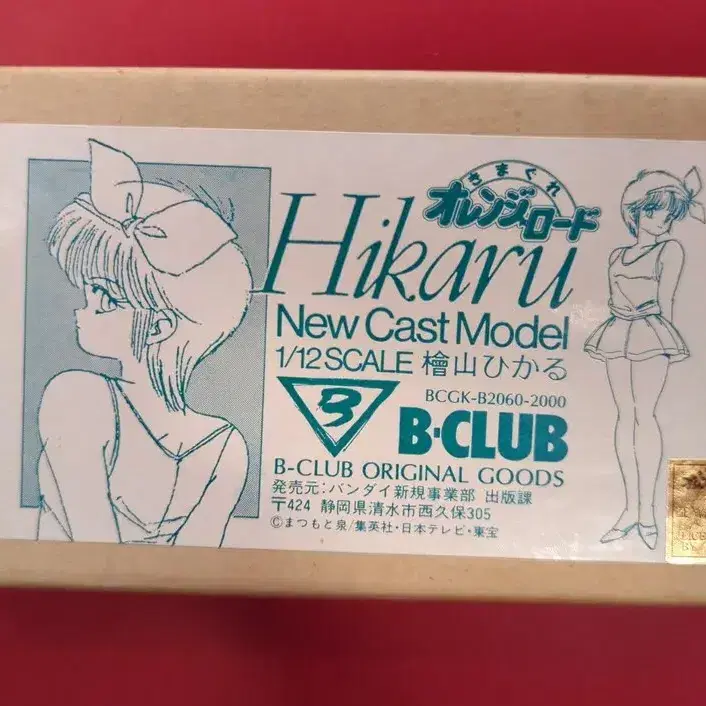 きまぐれ
オレンジ★ロード
Hikaru
New Cast Model
1/12 SCALE 檜山ひかる
BCGK-B2060-2000
B
B-CLUB
B-CLUB ORIGINAL GOODS
発売元:バンダイ新規事業部 出版課
〒424 静岡県清水市西久保305
©まつもと泉/集英社・日本テレビ・東宝